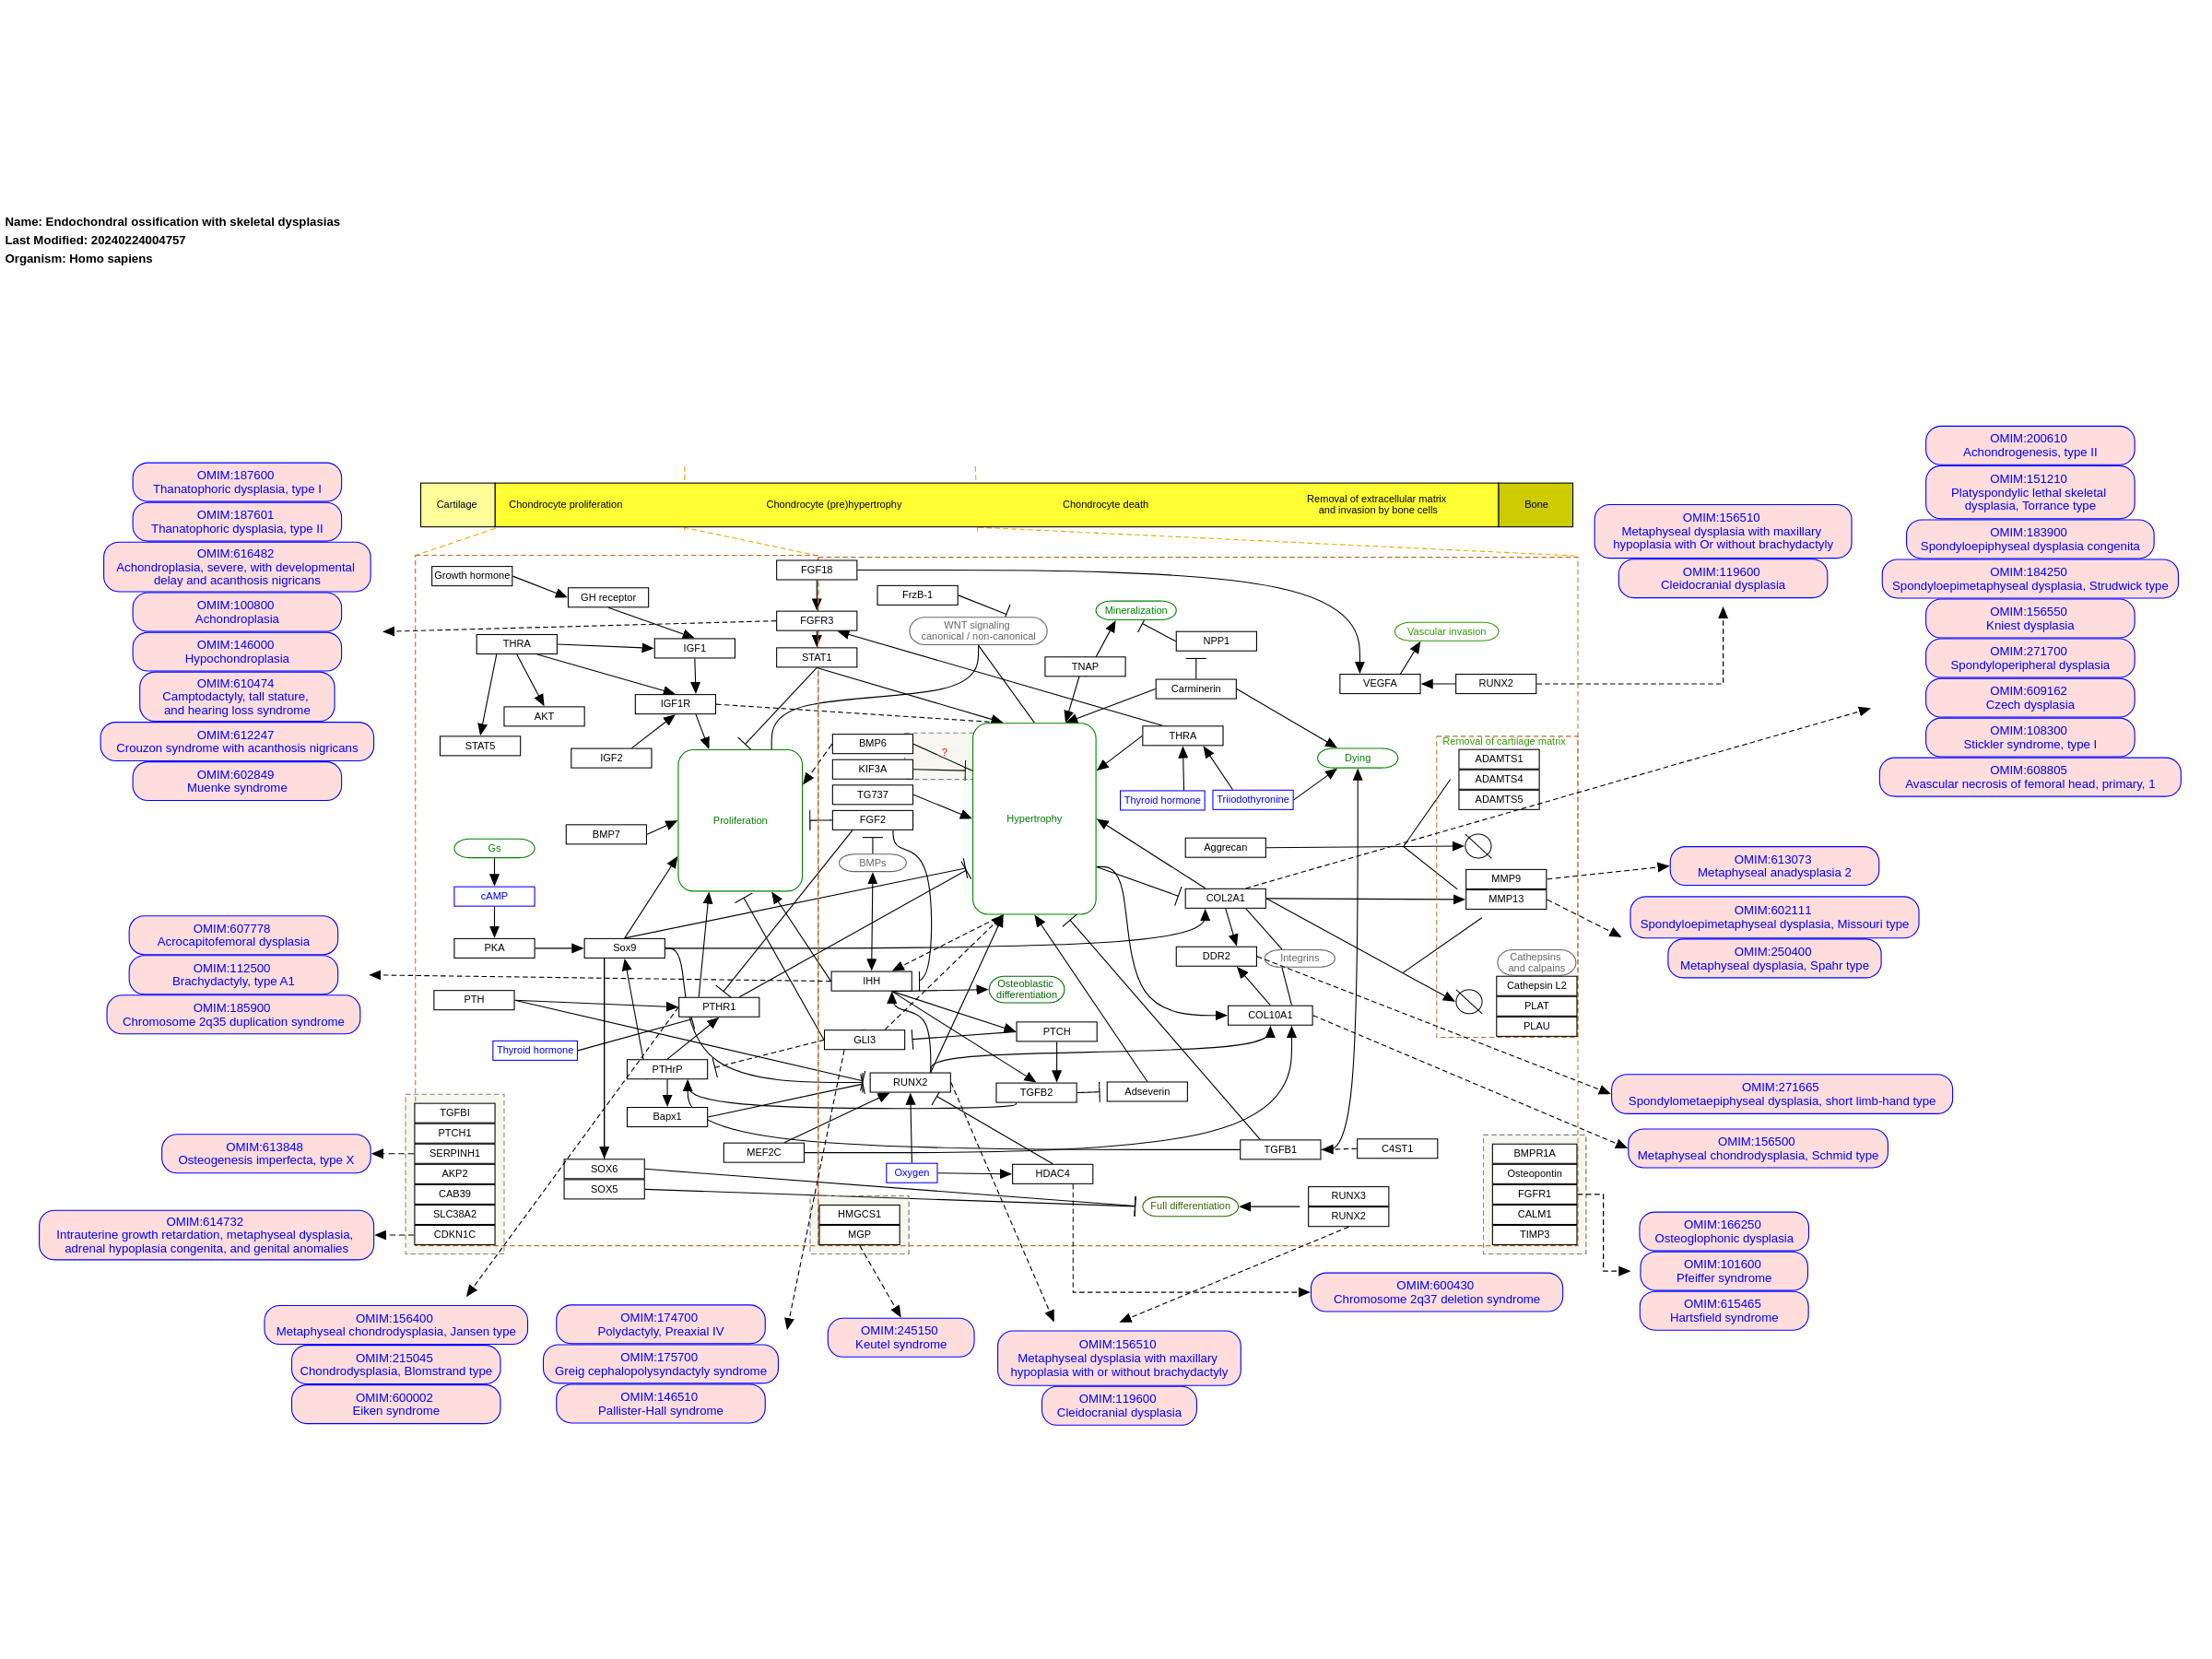 Name: Endochondral ossification with skeletal dysplasias
Last Modified: 20240224004757
Organism: Homo sapiens
OMIM:187600
Thanatophoric dysplasia, type I
OMIM:187601
Thanatophoric dysplasia, type II
OMIM:616482
Achondroplasia, severe, with developmental
delay and acanthosis nigricans
OMIM:100800
Achondroplasia
OMIM:146000
Hypochondroplasia
OMIM:610474
Camptodactyly, tall stature,
and hearing loss syndrome
OMIM:612247
Crouzon syndrome with acanthosis nigricans
OMIM:602849
Muenke syndrome
OMIM:607778
Acrocapitofemoral dysplasia
OMIM:112500
Brachydactyly, type A1
OMIM:185900
Chromosome 2q35 duplication syndrome
OMIM:613848
Osteogenesis imperfecta, type X
OMIM:614732
Intrauterine growth retardation, metaphyseal dysplasia,
adrenal hypoplasia congenita, and genital anomalies
Cartilage
Chondrocyte proliferation
Chondrocyte (pre)hypertrophy
Chondrocyte death
Removal of extracellular matrix
and invasion by bone cells
Bone
Growth hormone
GH receptor
THRA
IGF1
IGF1R
AKT
STAT5
IGF2
FGF18
FGFR3
STAT1
FrzB-1
WNT signaling
canonical / non-canonical
Mineralization
NPP1
TNAP
Carminerin
THRA
Thyroid hormone
Triiodothyronine
Dying
Vascular invasion
VEGFA
RUNX2
BMP6
?
KIF3A
TG737
FGF2
BMPs
Proliferation
Hypertrophy
BMP7
Gs
cAMP
PKA
Sox9
PTH
PTHR1
Thyroid hormone
PTHrP
Bapx1
IHH
Osteoblastic
differentiation
GLI3
PTCH
RUNX2
TGFB2
Adseverin
MEF2C
Oxygen
HDAC4
SOX6
SOX5
Full differentiation
RUNX3
RUNX2
TGFB1
C4ST1
Aggrecan
COL2A1
DDR2
Integrins
COL10A1
Removal of cartilage matrix
ADAMTS1
ADAMTS4
ADAMTS5
MMP9
MMP13
Cathepsins
and calpains
Cathepsin L2
PLAT
PLAU
TGFBI
PTCH1
SERPINH1
AKP2
CAB39
SLC38A2
CDKN1C
HMGCS1
MGP
BMPR1A
Osteopontin
FGFR1
CALM1
TIMP3
OMIM:156510
Metaphyseal dysplasia with maxillary
hypoplasia with Or without brachydactyly
OMIM:119600
Cleidocranial dysplasia
OMIM:200610
Achondrogenesis, type II
OMIM:151210
Platyspondylic lethal skeletal
dysplasia, Torrance type
OMIM:183900
Spondyloepiphyseal dysplasia congenita
OMIM:184250
Spondyloepimetaphyseal dysplasia, Strudwick type
OMIM:156550
Kniest dysplasia
OMIM:271700
Spondyloperipheral dysplasia
OMIM:609162
Czech dysplasia
OMIM:108300
Stickler syndrome, type I
OMIM:608805
Avascular necrosis of femoral head, primary, 1
OMIM:613073
Metaphyseal anadysplasia 2
OMIM:602111
Spondyloepimetaphyseal dysplasia, Missouri type
OMIM:250400
Metaphyseal dysplasia, Spahr type
OMIM:271665
Spondylometaepiphyseal dysplasia, short limb-hand type
OMIM:156500
Metaphyseal chondrodysplasia, Schmid type
OMIM:166250
Osteoglophonic dysplasia
OMIM:101600
Pfeiffer syndrome
OMIM:615465
Hartsfield syndrome
OMIM:600430
Chromosome 2q37 deletion syndrome
OMIM:156400
Metaphyseal chondrodysplasia, Jansen type
OMIM:215045
Chondrodysplasia, Blomstrand type
OMIM:600002
Eiken syndrome
OMIM:174700
Polydactyly, Preaxial IV
OMIM:175700
Greig cephalopolysyndactyly syndrome
OMIM:146510
Pallister-Hall syndrome
OMIM:245150
Keutel syndrome
OMIM:156510
Metaphyseal dysplasia with maxillary
hypoplasia with or without brachydactyly
OMIM:119600
Cleidocranial dysplasia